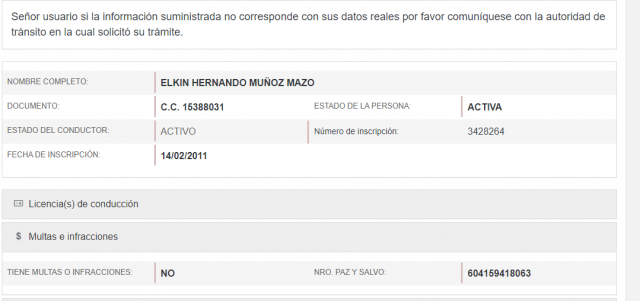 Señor usuario si la información suministrada no corresponde con sus datos reales por favor comuníquese con la autoridad de
tránsito en la cual solicitó su trámite.
NOMBRE COMPLETO: ELKIN HERNANDO MUÑOZ MAZO
DOCUMENTO: C.C. 15388031 ESTADO DE LA PERSONA: ACTIVA
ESTADO DEL CONDUCTOR: ACTIVO Número de inscripción: 3428264
FECHA DE INSCRIPCIÓN: 14/02/2011
Licencia(s) de conducción
$ Multas e infracciones
TIENE MULTAS O INFRACCIONES: NO NRO. PAZ Y SALVO: 604159418063